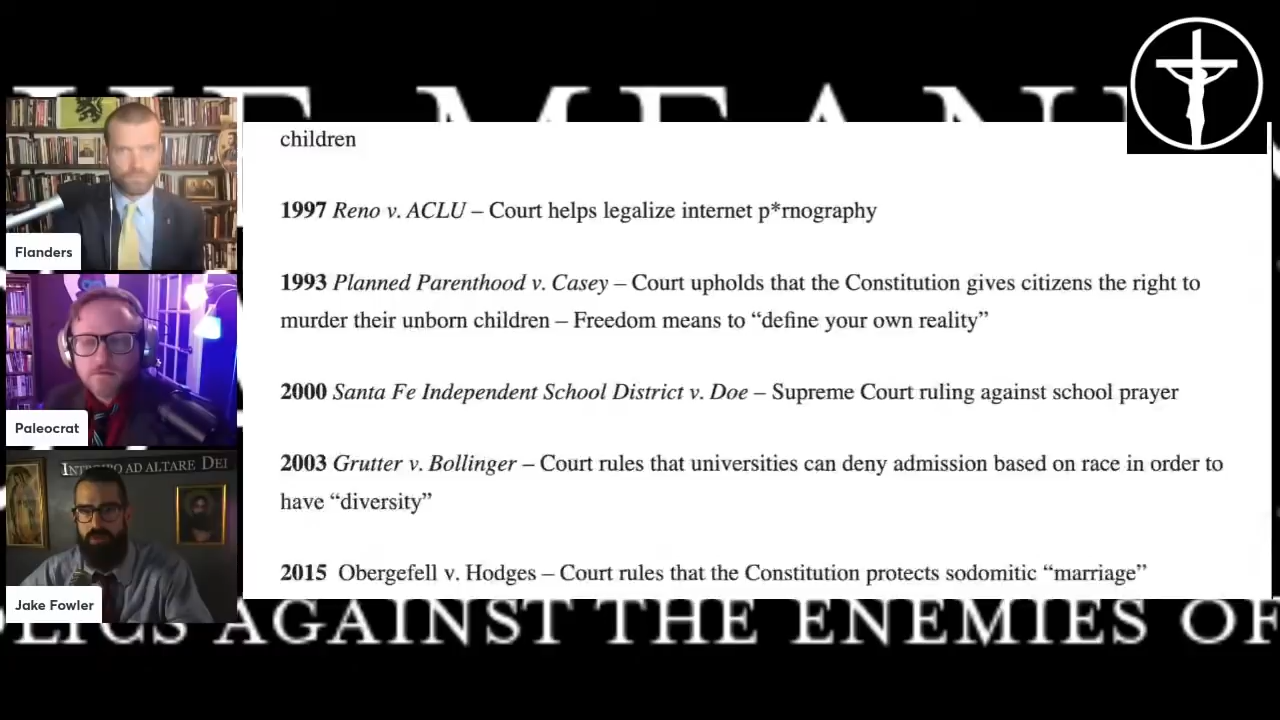 HE MEAN
children
1997 Reno v. ACLU – Court helps legalize internet p*rnography
1993 Planned Parenthood v. Casey – Court upholds that the Constitution gives citizens the right to
murder their unborn children – Freedom means to “define your own reality”
2000 Santa Fe Independent School District v. Doe – Supreme Court ruling against school prayer
2003 Grutter v. Bollinger – Court rules that universities can deny admission based on race in order to
have “diversity”
2015 Obergefell v. Hodges – Court rules that the Constitution protects sodomitic “marriage”
Flanders
Paleocrat
INTROIBO AD ALTARE DEI
Jake Fowler
OLICS AGAINST THE ENEMIES OF